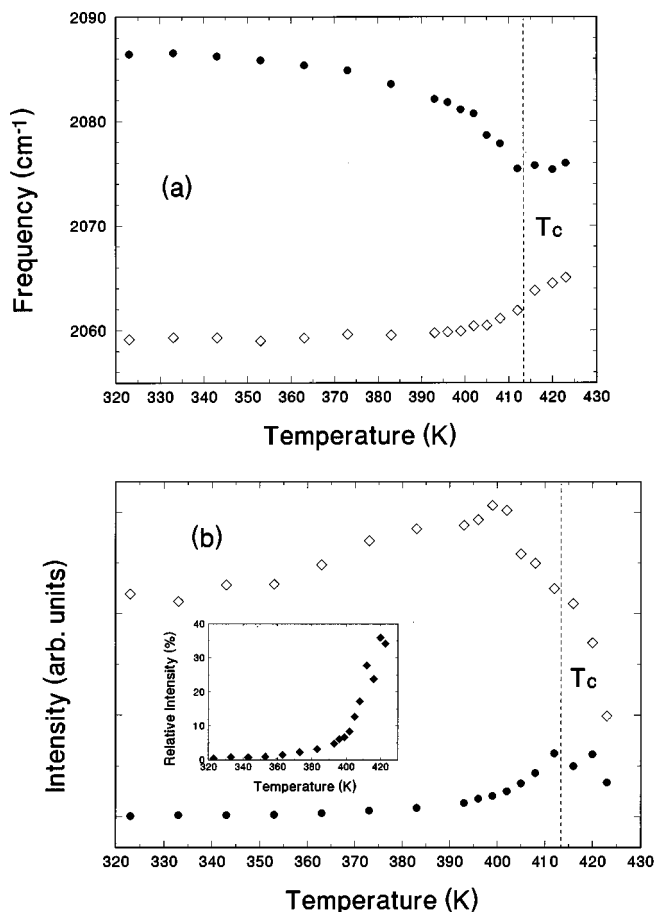 2090
2080
2070
2060
Frequency (cm-1)
(a)
Tc
320 330 340 350 360 370 380 390 400 410 420 430
Temperature (K)
(b)
Intensity (arb. units)
40
30
20
10
0
Relative Intensity (%)
320 340 360 380 400 420
Temperature (K)
Tc
320 330 340 350 360 370 380 390 400 410 420 430
Temperature (K)